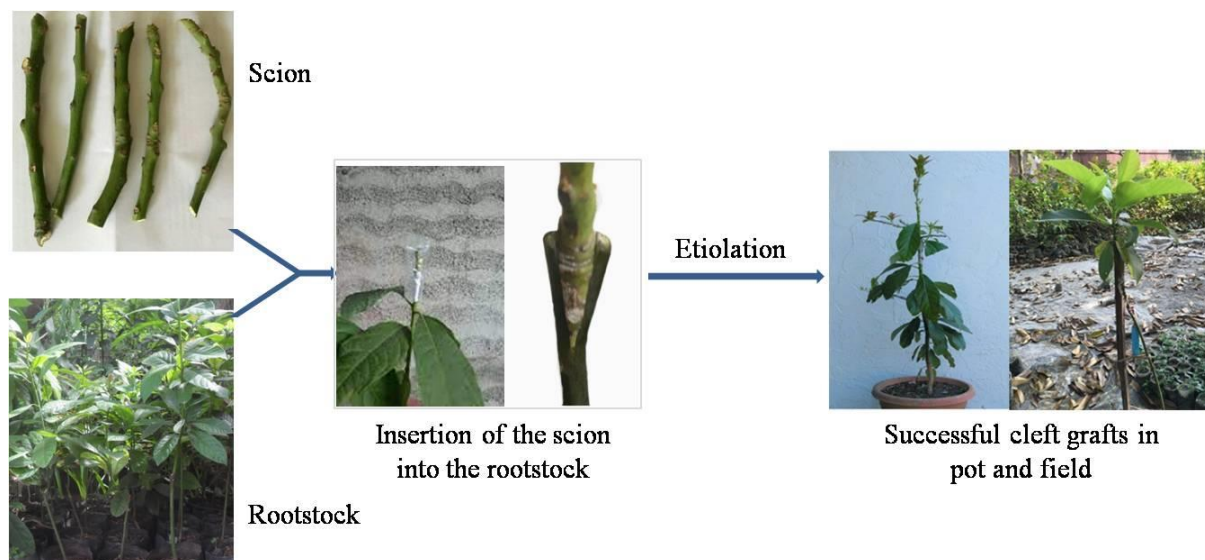 Scion
Rootstock
Insertion of the scion
into the rootstock
Etiolation
Successful cleft grafts in
pot and field